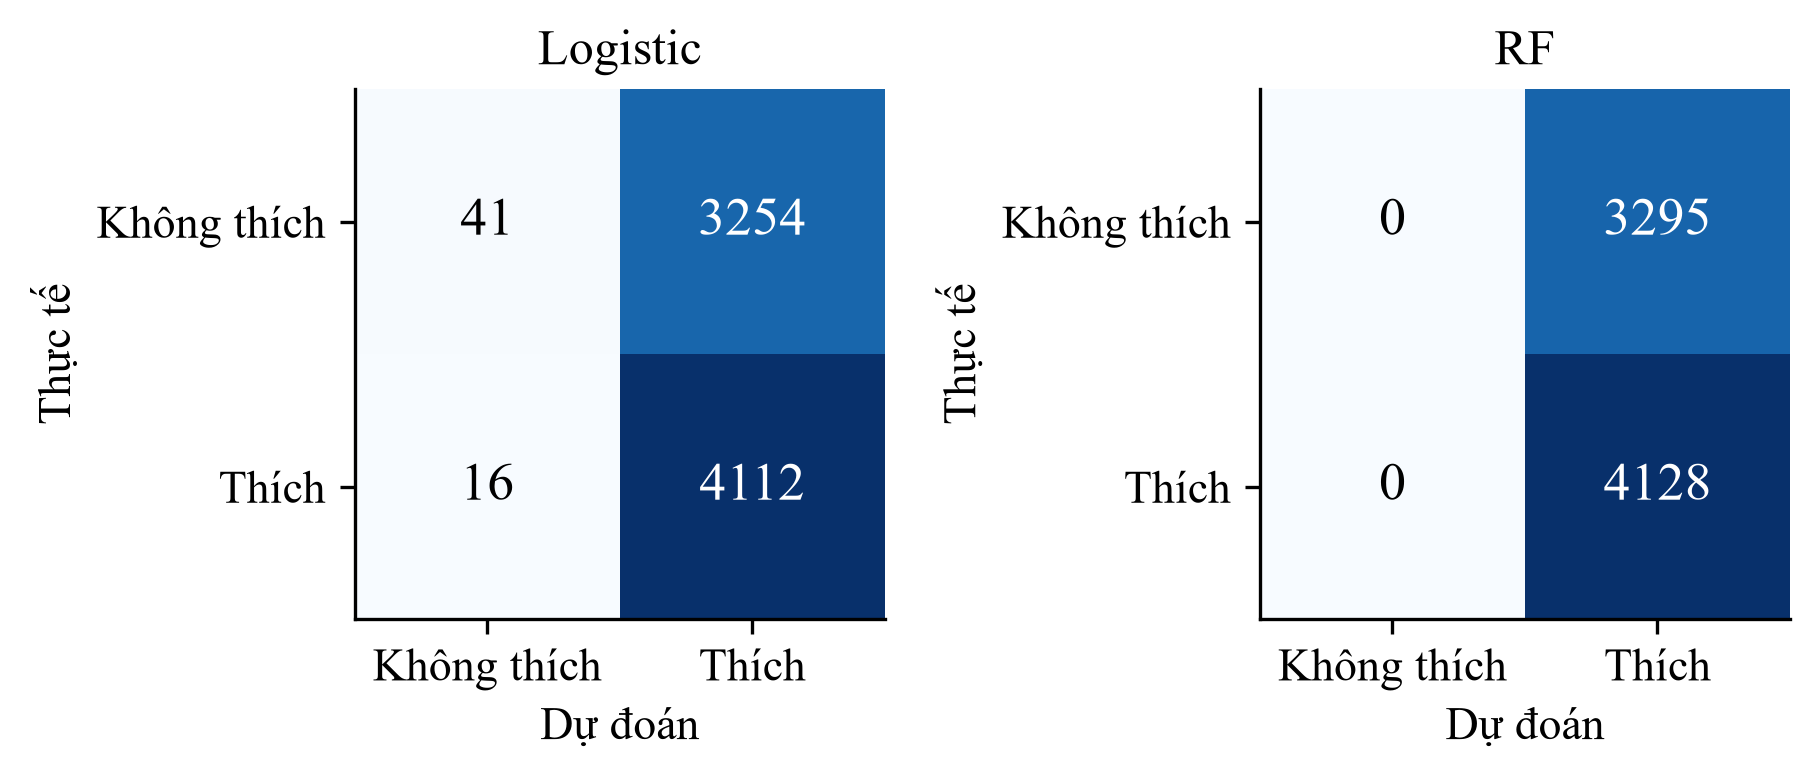 Logistic
Không thích
41
3254
Thực tế
Thích
16
4112
Không thích
Thích
Dự đoán
RF
Không thích
0
3295
Thực tế
Thích
0
4128
Không thích
Thích
Dự đoán